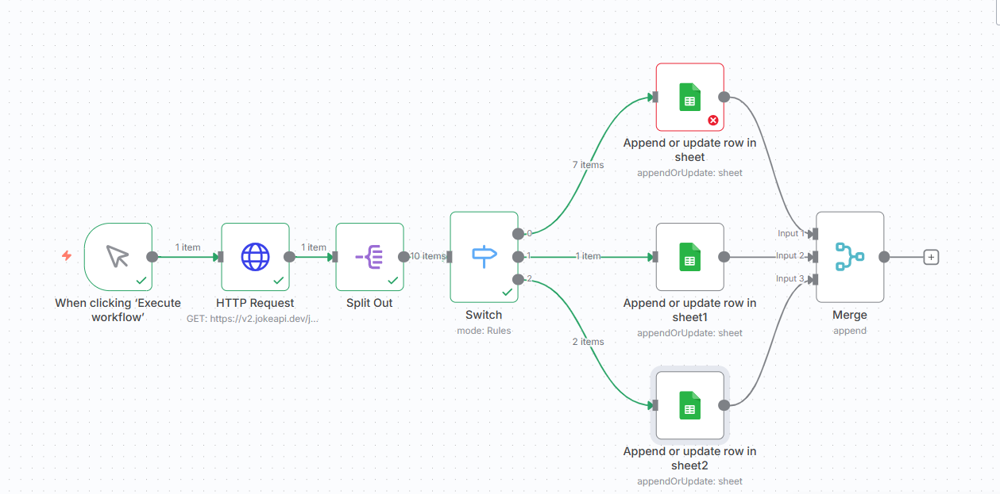 Append or update row in
sheet
appendOrUpdate: sheet
7 items
When clicking ‘Execute
workflow’
1 item
HTTP Request
GET: https://v2.jokeapi.dev/j...
1 item
Split Out
10 items
Switch
mode: Rules
0
1
2
1 item
Append or update row in
sheet1
appendOrUpdate: sheet
2 items
Append or update row in
sheet2
appendOrUpdate: sheet
Input 1
Input 2
Input 3
Merge
append